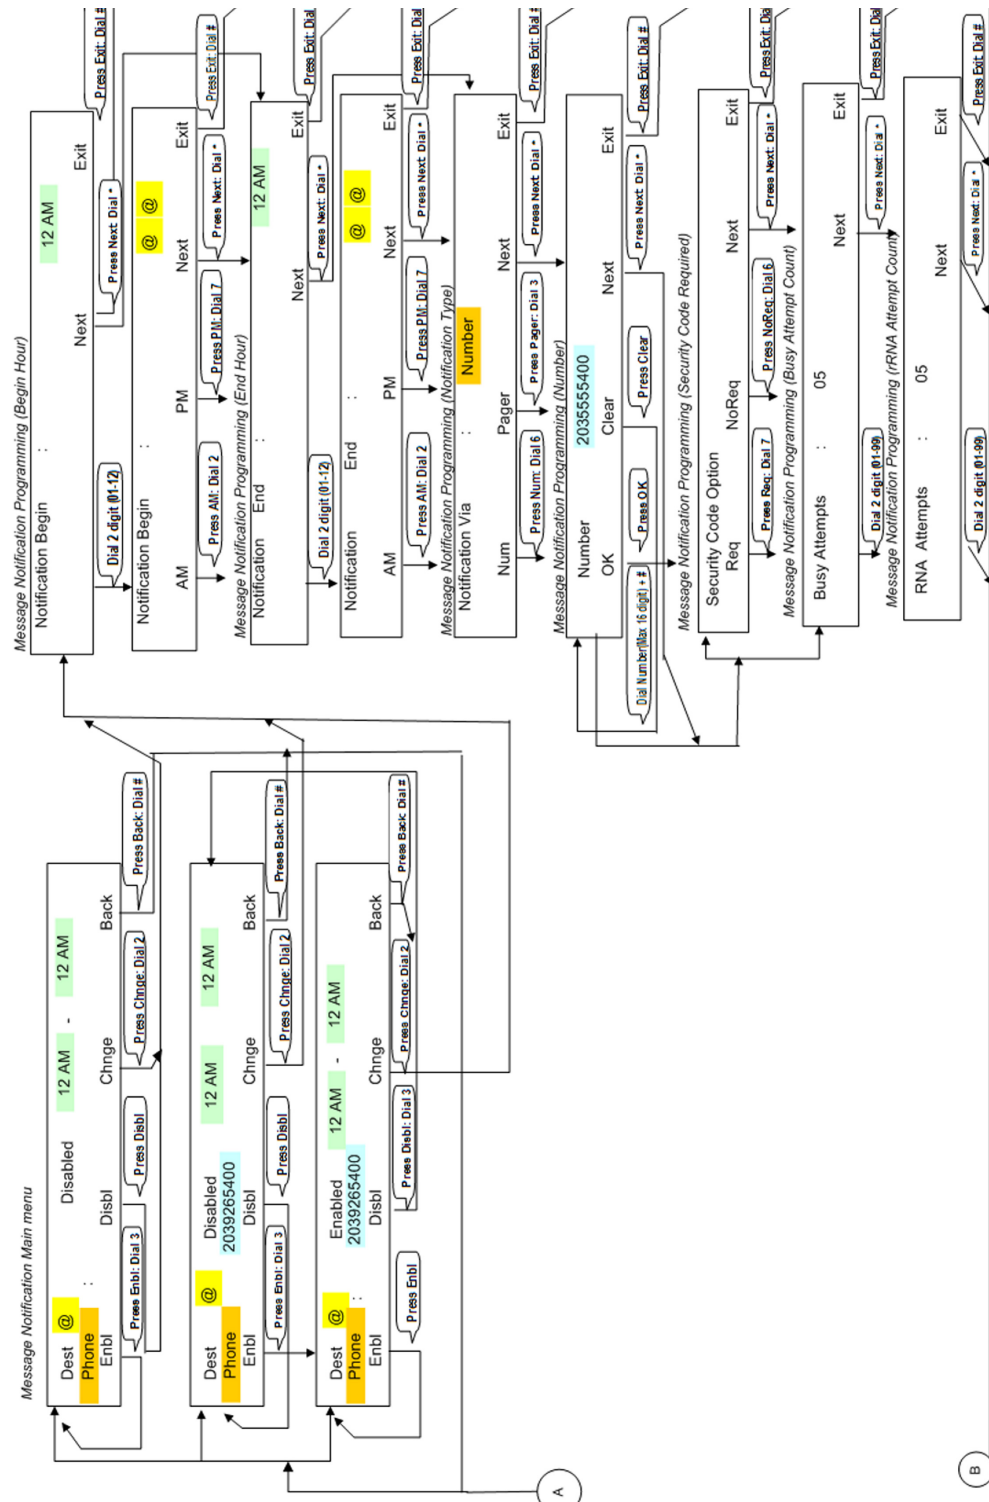 Message Notification Main menu
Dest @ Disabled 12 AM - 12 AM
Phone :
Enbl Disbl Chnge Back
Press Enbl: Dial 3
Press Disbl
Press Chnge: Dial 2
Press Back: Dial #
Dest @ Disabled 12 AM 12 AM
Phone 2039265400
Enbl Disbl Chnge Back
Press Enbl: Dial 3
Press Disbl
Press Chnge: Dial 2
Press Back: Dial #
Dest @ Enabled 12 AM - 12 AM
Phone : 2039265400
Enbl Disbl Chnge Back
Press Enbl
Press Disbl: Dial 3
Press Chnge: Dial 2
Press Back: Dial #
A
B
Message Notification Programming (Begin Hour)
Notification Begin : 12 AM
Next Exit
Dial 2 digit (01-12)
Press Next: Dial *
Press Exit: Dial #
Notification Begin : @ @
AM PM Next Exit
Press AM: Dial 2
Press PM: Dial 7
Press Next: Dial *
Press Exit: Dial #
Message Notification Programming (End Hour)
Notification End : 12 AM
Next Exit
Dial 2 digit (01-12)
Press Next: Dial *
Press Exit: Dial
Notification End : @ @
AM PM Next Exit
Press AM: Dial 2
Press PM: Dial 7
Press Next: Dial *
Press Exit: Dial #
Message Notification Programming (Notification Type)
Notification Via : Number
Num Pager Next Exit
Press Num: Dial 6
Press Pager: Dial 3
Press Next: Dial *
Press Exit: Dial #
Message Notification Programming (Number)
Number 2035555400
OK Clear Next Exit
Dial Number(Max 16 digit) + #
Press OK
Press Clear
Press Next: Dial *
Press Exit: Dial #
Message Notification Programming (Security Code Required)
Security Code Option
Req NoReq Next Exit
Press Req: Dial 7
Press NoReq: Dial 6
Press Next: Dial *
Press Exit: Dial
Message Notification Programming (Busy Attempt Count)
Busy Attempts : 05
Next Exit
Dial 2 digit (01-99)
Press Next: Dial *
Press Exit: Dial
Message Notification Programming (rRNA Attempt Count)
RNA Attempts : 05
Next Exit
Dial 2 digit (01-99)
Press Next: Dial *
Press Exit: Dial #